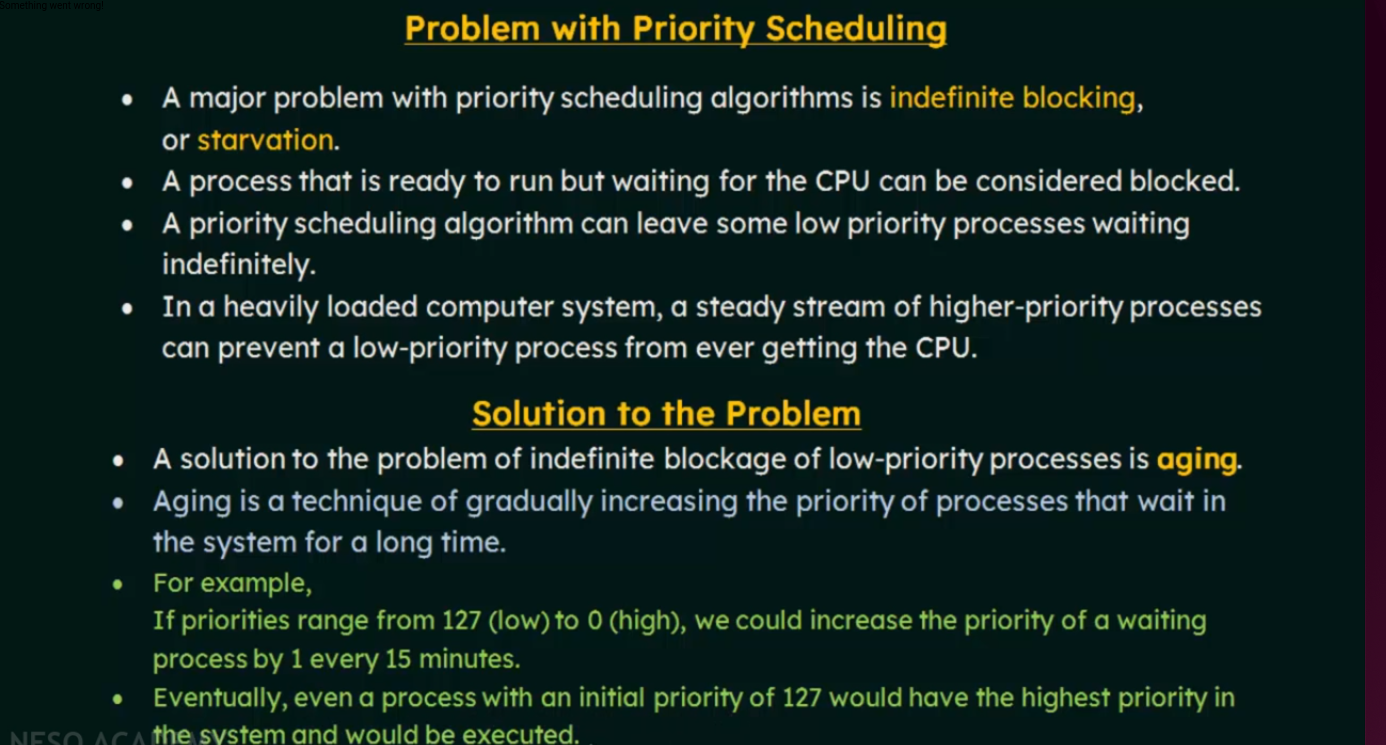 Something went wrong!
Problem with Priority Scheduling
• A major problem with priority scheduling algorithms is indefinite blocking,
or starvation.
• A process that is ready to run but waiting for the CPU can be considered blocked.
• A priority scheduling algorithm can leave some low priority processes waiting
indefinitely.
• In a heavily loaded computer system, a steady stream of higher-priority processes
can prevent a low-priority process from ever getting the CPU.
Solution to the Problem
• A solution to the problem of indefinite blockage of low-priority processes is aging.
• Aging is a technique of gradually increasing the priority of processes that wait in
the system for a long time.
• For example,
If priorities range from 127 (low) to 0 (high), we could increase the priority of a waiting
process by 1 every 15 minutes.
• Eventually, even a process with an initial priority of 127 would have the highest priority in
the system and would be executed.
NESO